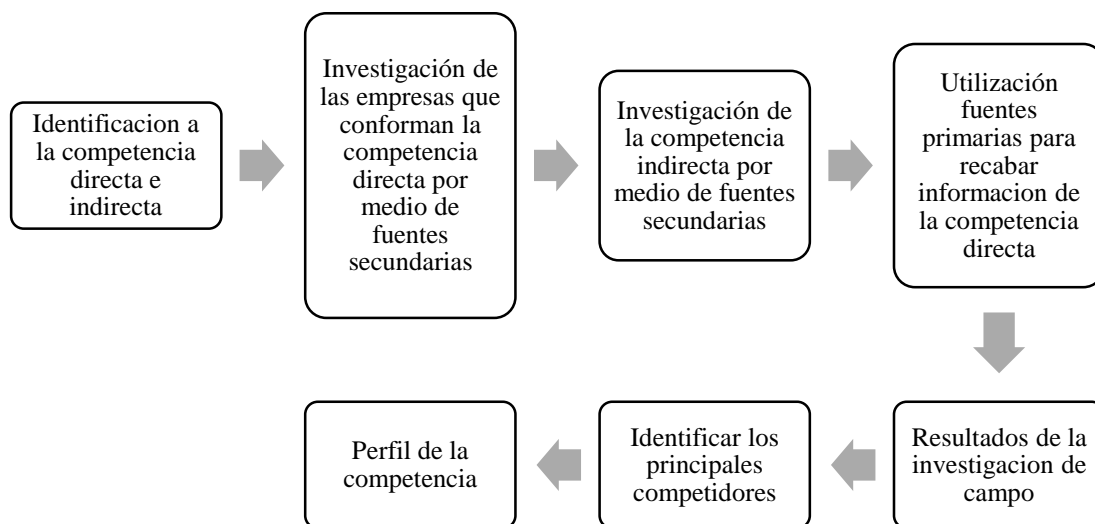 Identificacion a
la competencia
directa e
indirecta
Investigación de
las empresas que
conforman la
competencia
directa por
medio de
fuentes
secundarias
Investigación de
la competencia
indirecta por
medio de fuentes
secundarias
Utilización
fuentes
primarias para
recabar
informacion de
la competencia
directa
Resultados de la
investigacion de
campo
Identificar los
principales
competidores
Perfil de la
competencia